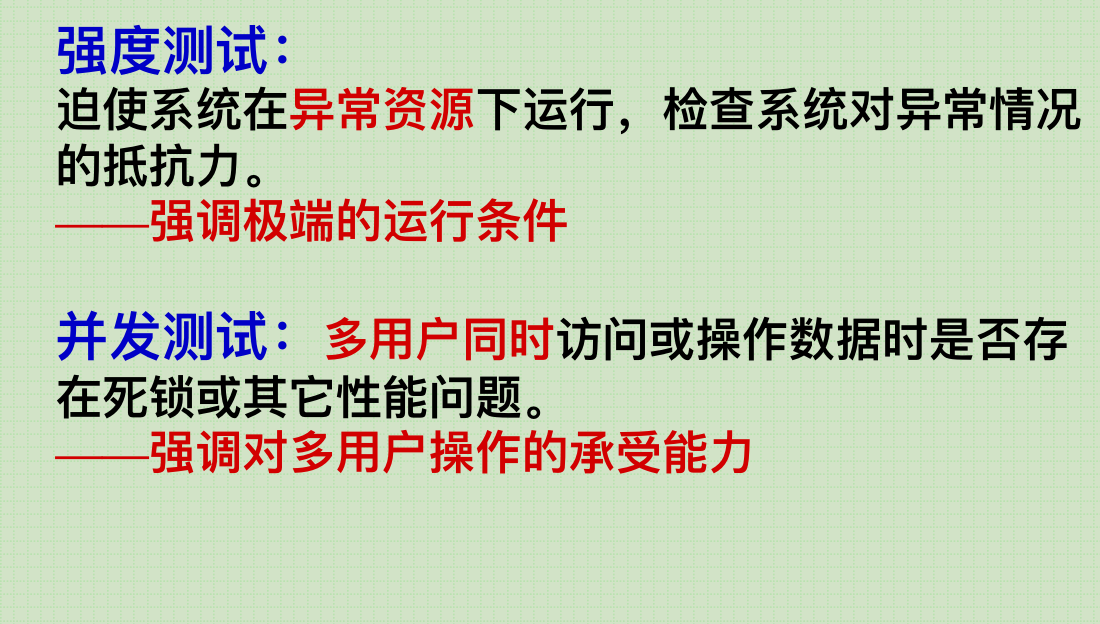 强度测试：
迫使系统在异常资源下运行，检查系统对异常情况
的抵抗力。
——强调极端的运行条件
并发测试：多用户同时访问或操作数据时是否存
在死锁或其它性能问题。
——强调对多用户操作的承受能力